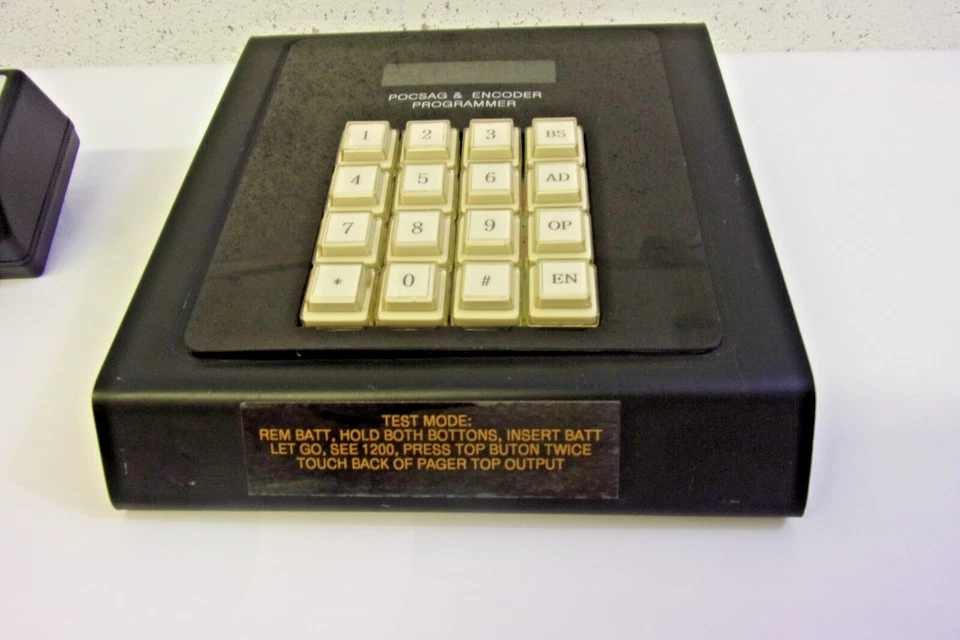 POCSAG & ENCODER
PROGRAMMER
1 2 3 BS
4 5 6 AD
7 8 9 OP
* 0 # EN
TEST MODE:
REM BATT, HOLD BOTH BOTTONS, INSERT BATT
LET GO, SEE 1200, PRESS TOP BUTON TWICE
TOUCH BACK OF PAGER TOP OUTPUT